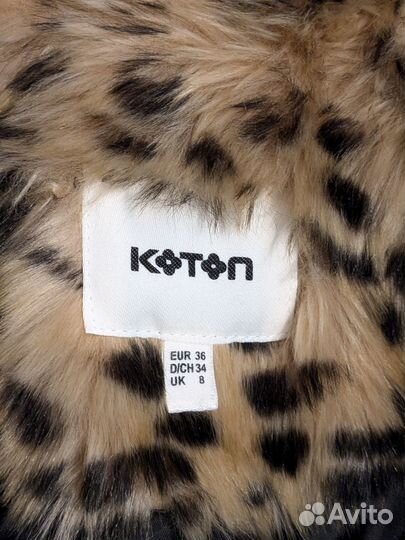 KOTON
EUR 36
D/CH 34
UK 8
Avito